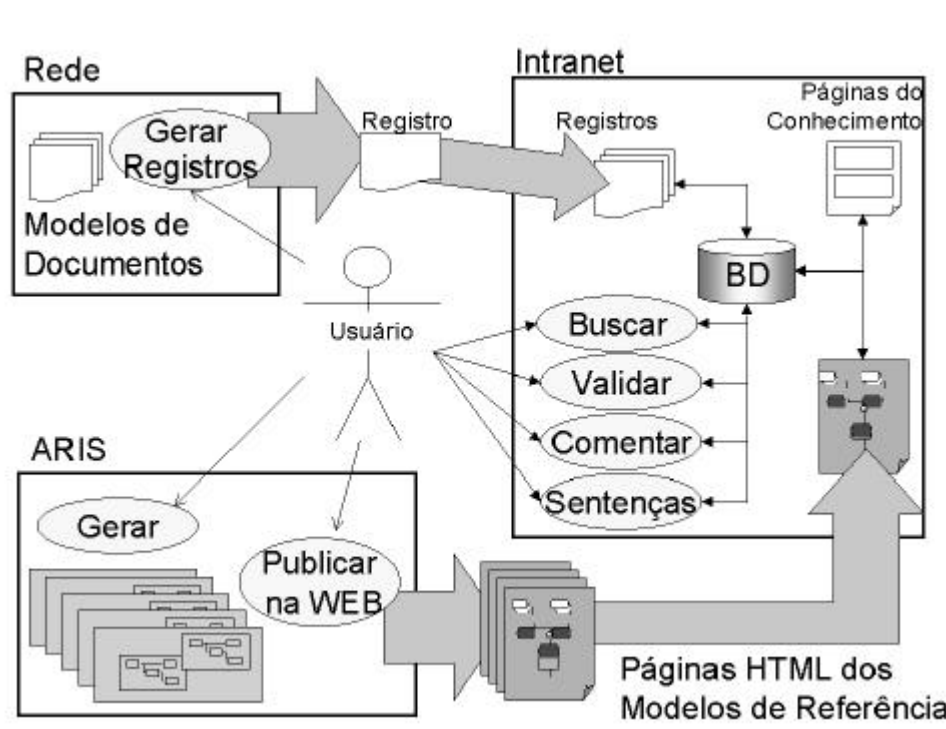 Rede
Gerar
Registros
Modelos de
Documentos
Registro
Intranet
Registros
Páginas do
Conhecimento
BD
Buscar
Validar
Comentar
Sentenças
Usuário
ARIS
Gerar
Publicar
na WEB
Páginas HTML dos
Modelos de Referência